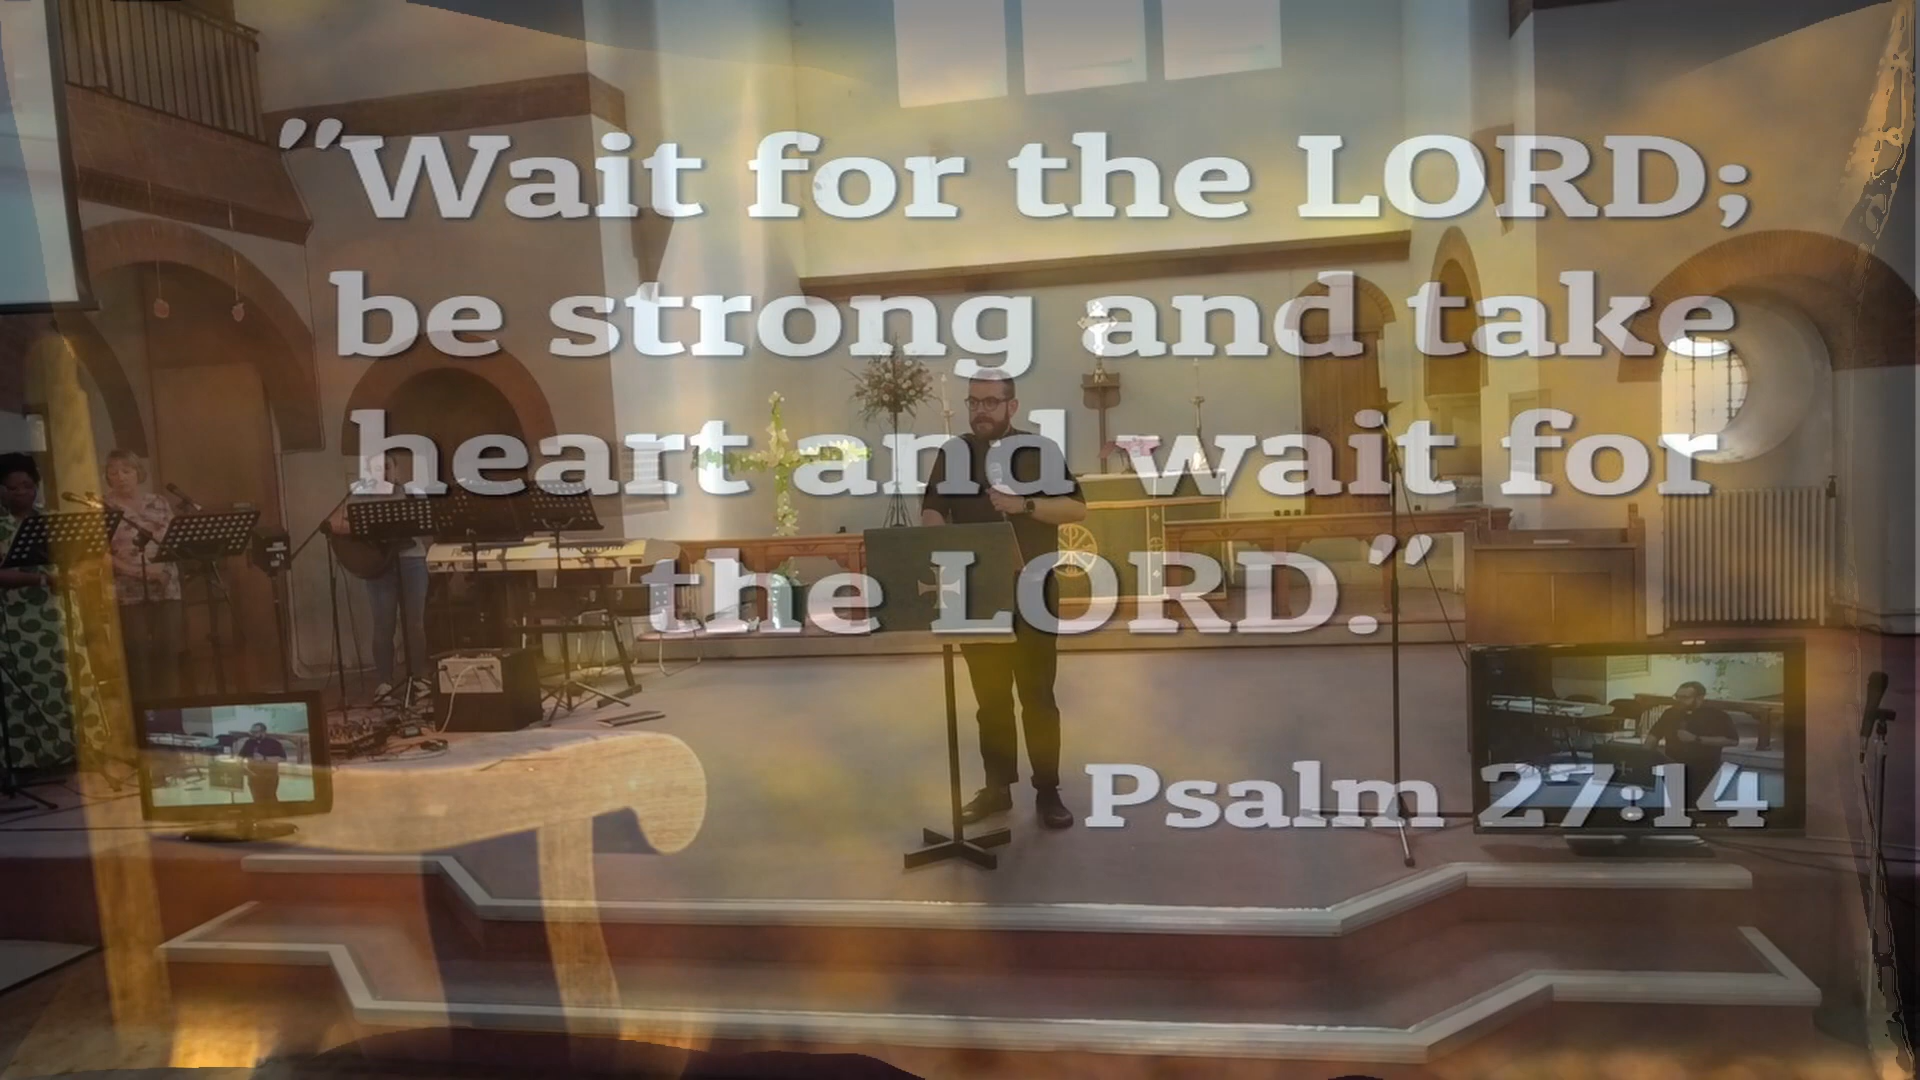 "Wait for the LORD;
be strong and take
heart and wait for
the LORD."
Psalm 27:14